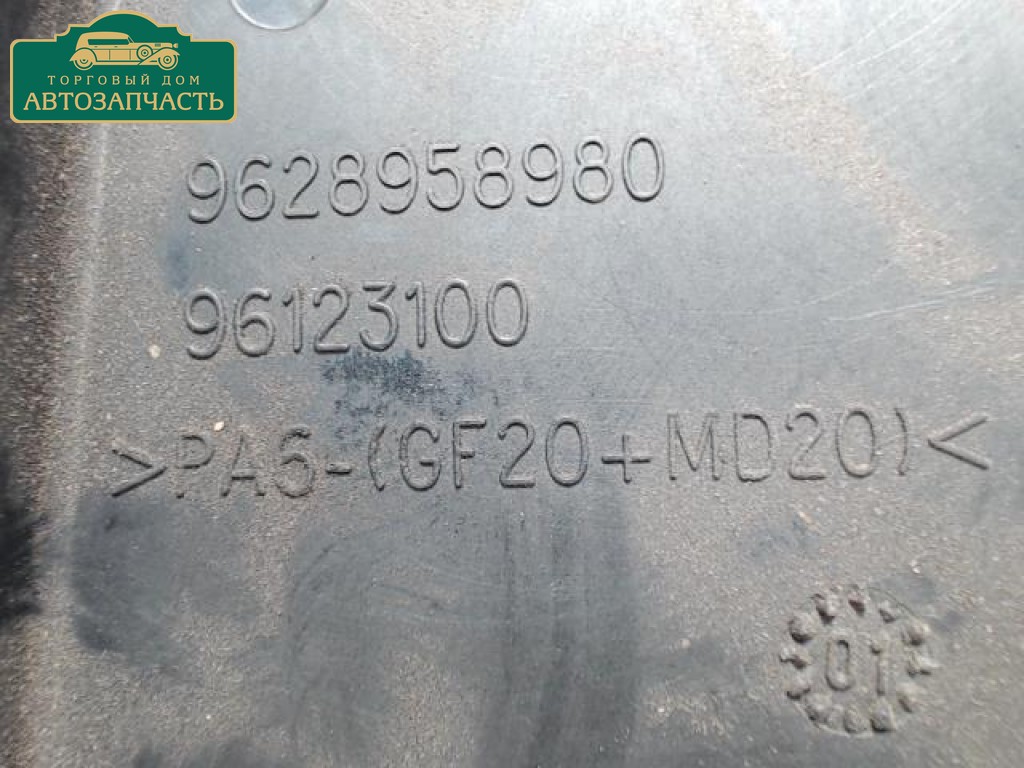 ТОРГОВЫЙ ДОМ
АВТОЗАПЧАСТЬ
9628958980
96123100
>PA6-(GF20+MD20)<
01